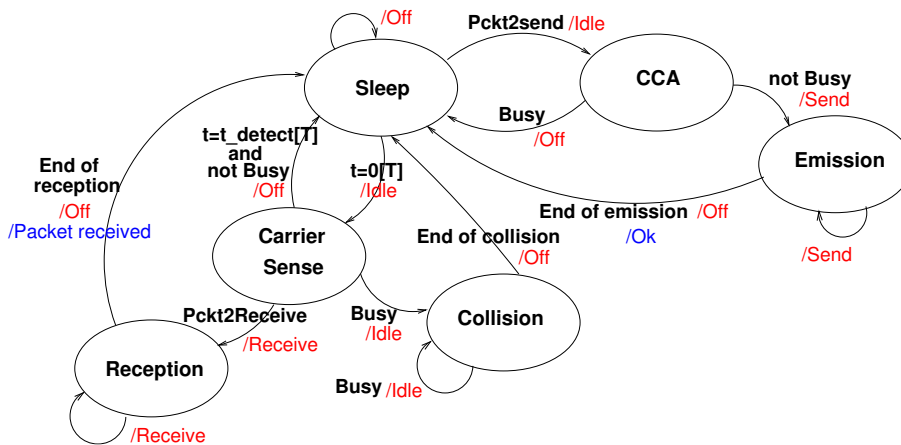 /Off
Pckt2send /Idle
Sleep
CCA
not Busy
/Send
Busy
/Off
t=t_detect[T]
and
not Busy
/Off
t=0[T]
/Idle
Emission
End of
reception
/Off
/Packet received
End of emission /Off
/Ok
/Send
Carrier
Sense
End of collision
/Off
Pckt2Receive
/Receive
Busy
/Idle
Collision
Reception
Busy /Idle
/Receive